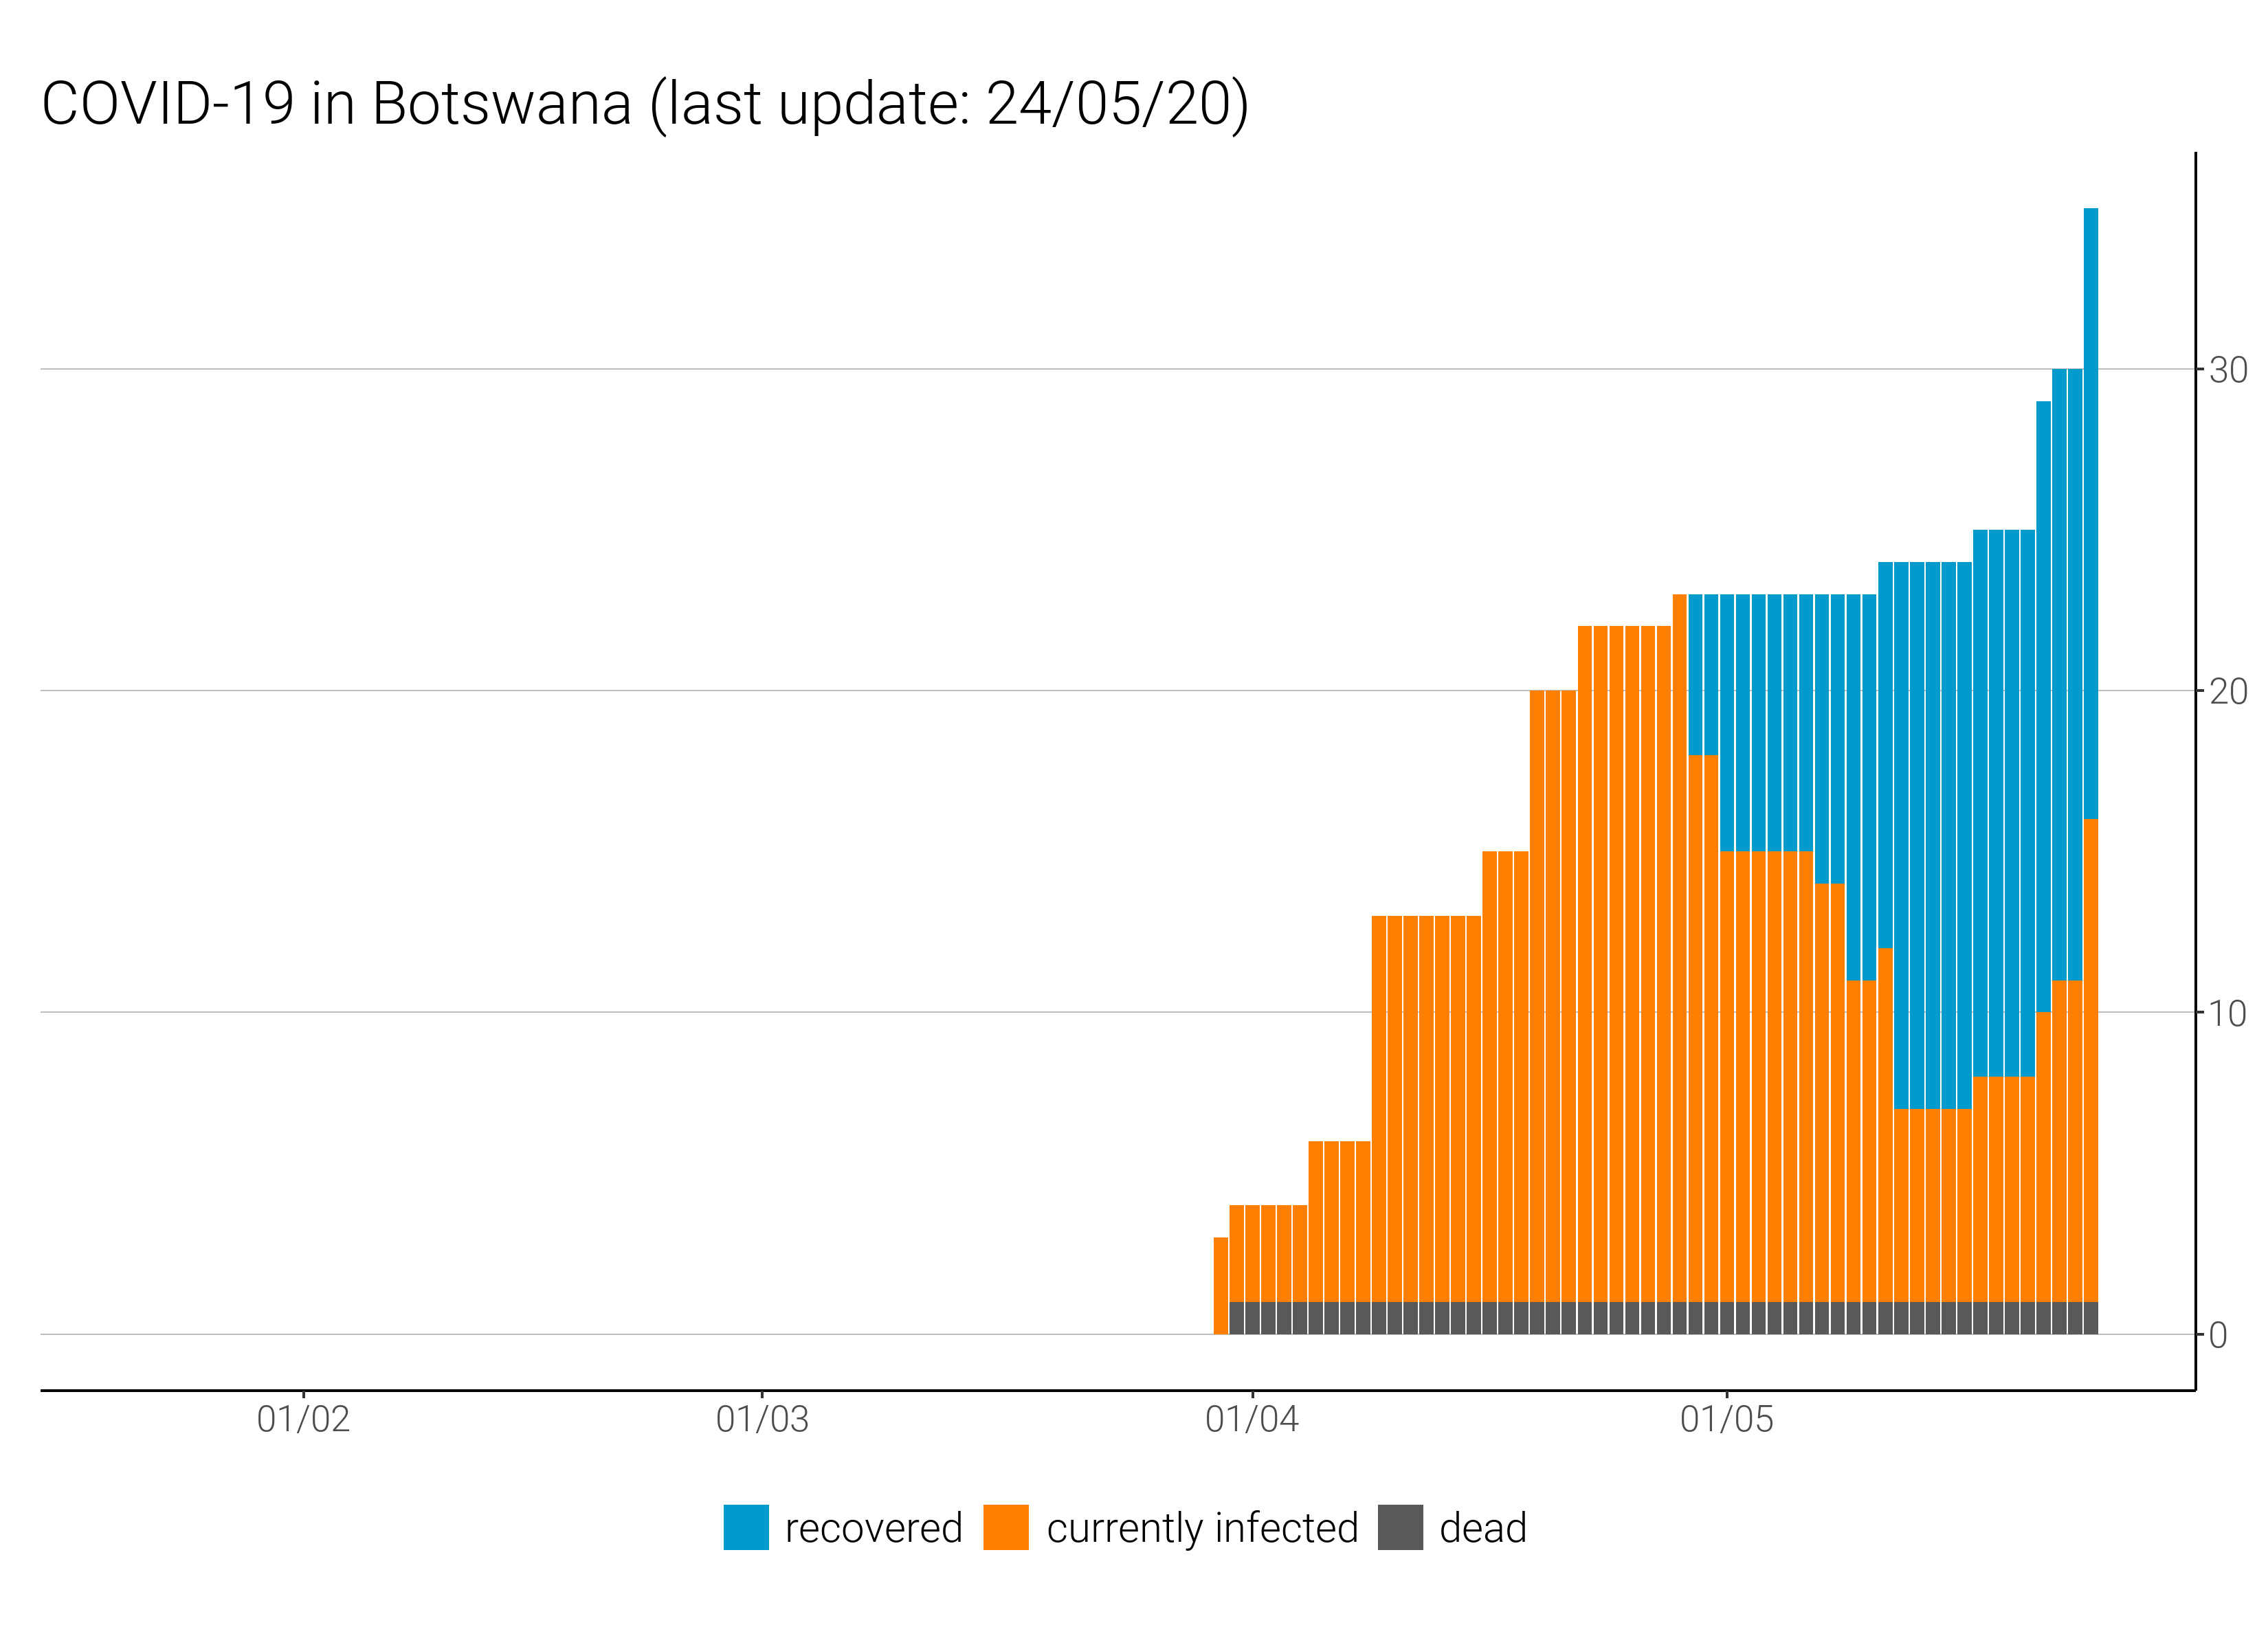 COVID-19 in Botswana (last update: 24/05/20)
30
20
10
0
01/02 01/03 01/04 01/05
recovered currently infected dead